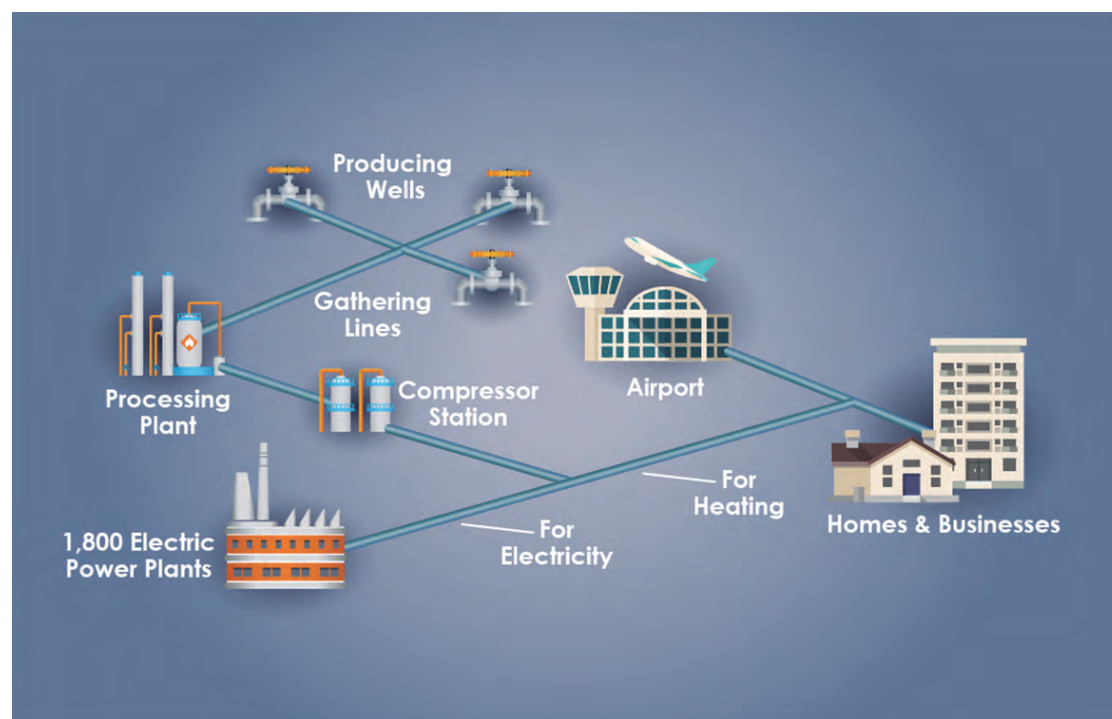 Producing
Wells
Gathering
Lines
Processing
Plant
Compressor
Station
Airport
For
Heating
Homes & Businesses
For
Electricity
1,800 Electric
Power Plants